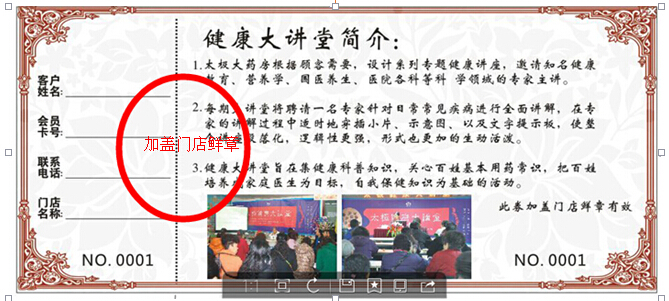 健康大讲堂简介：
1.太极大药房根据顾客需要，设计系列专题健康讲座，邀请知名健康
教育、营养学、国医养生、医院各科等科 学领域的专家主讲。
2.每期大讲堂将聘请一名专家针对日常常见疾病进行全面讲解，在专
家的讲解过程中适时地穿插小片、示意图、以及文字提示板，使整
个讲座段落化，逻辑性更强，形式也更加的生动活泼。
3.健康大讲堂旨在集健康科普知识，关心百姓基本用药常识，把百姓
培养成家庭医生为目标，自我保健知识为基础的活动。
此卷加盖门店鲜章有效
客户
姓名:
会员
卡号:
联系
电话:
门店
名称:
加盖门店鲜章
NO.0001
NO.0001